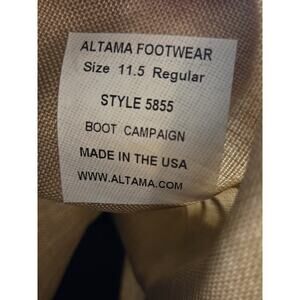 ALTAMA FOOTWEAR
Size 11.5 Regular
STYLE 5855
BOOT CAMPAIGN
MADE IN THE USA
WWW.ALTAMA.COM